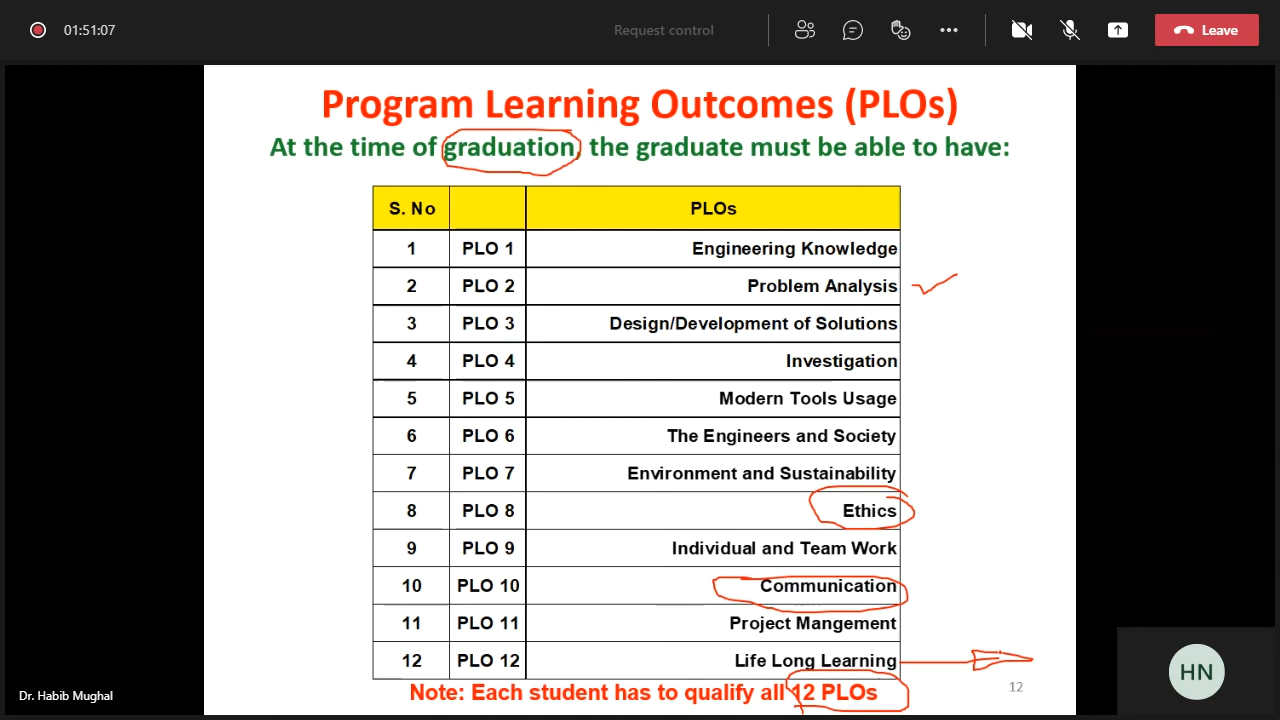 01:51:07 Request control Leave
Program Learning Outcomes (PLOs)
At the time of graduation, the graduate must be able to have:
S. No PLOs
1 PLO 1 Engineering Knowledge
2 PLO 2 Problem Analysis
3 PLO 3 Design/Development of Solutions
4 PLO 4 Investigation
5 PLO 5 Modern Tools Usage
6 PLO 6 The Engineers and Society
7 PLO 7 Environment and Sustainability
8 PLO 8 Ethics
9 PLO 9 Individual and Team Work
10 PLO 10 Communication
11 PLO 11 Project Mangement
12 PLO 12 Life Long Learning
Note: Each student has to qualify all 12 PLOs
12
Dr. Habib Mughal
HN